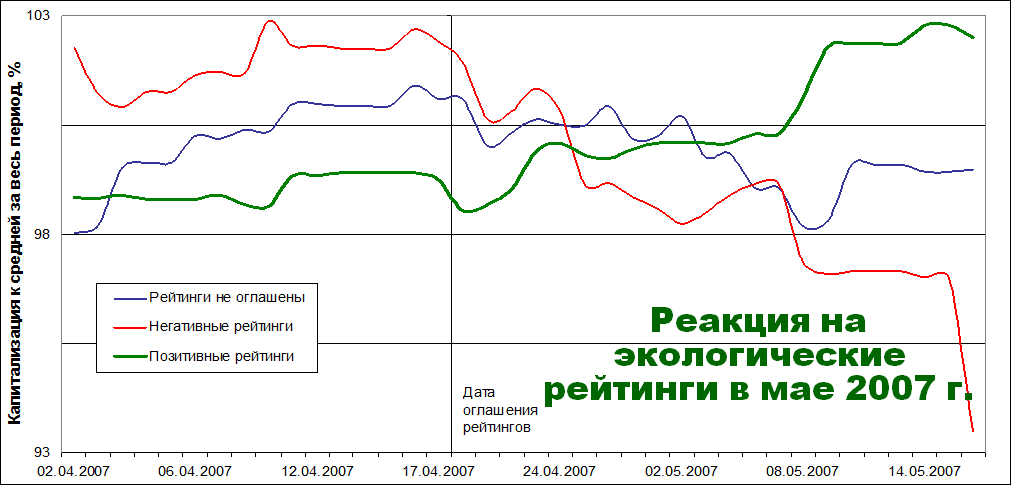 Капитализация к средней за весь период, %
103
98
93
Рейтинги не оглашены
Негативные рейтинги
Позитивные рейтинги
Реакция на
экологические
рейтинги в мае 2007 г.
Дата
оглашения
рейтингов
02.04.2007 06.04.2007 12.04.2007 17.04.2007 24.04.2007 02.05.2007 08.05.2007 14.05.2007